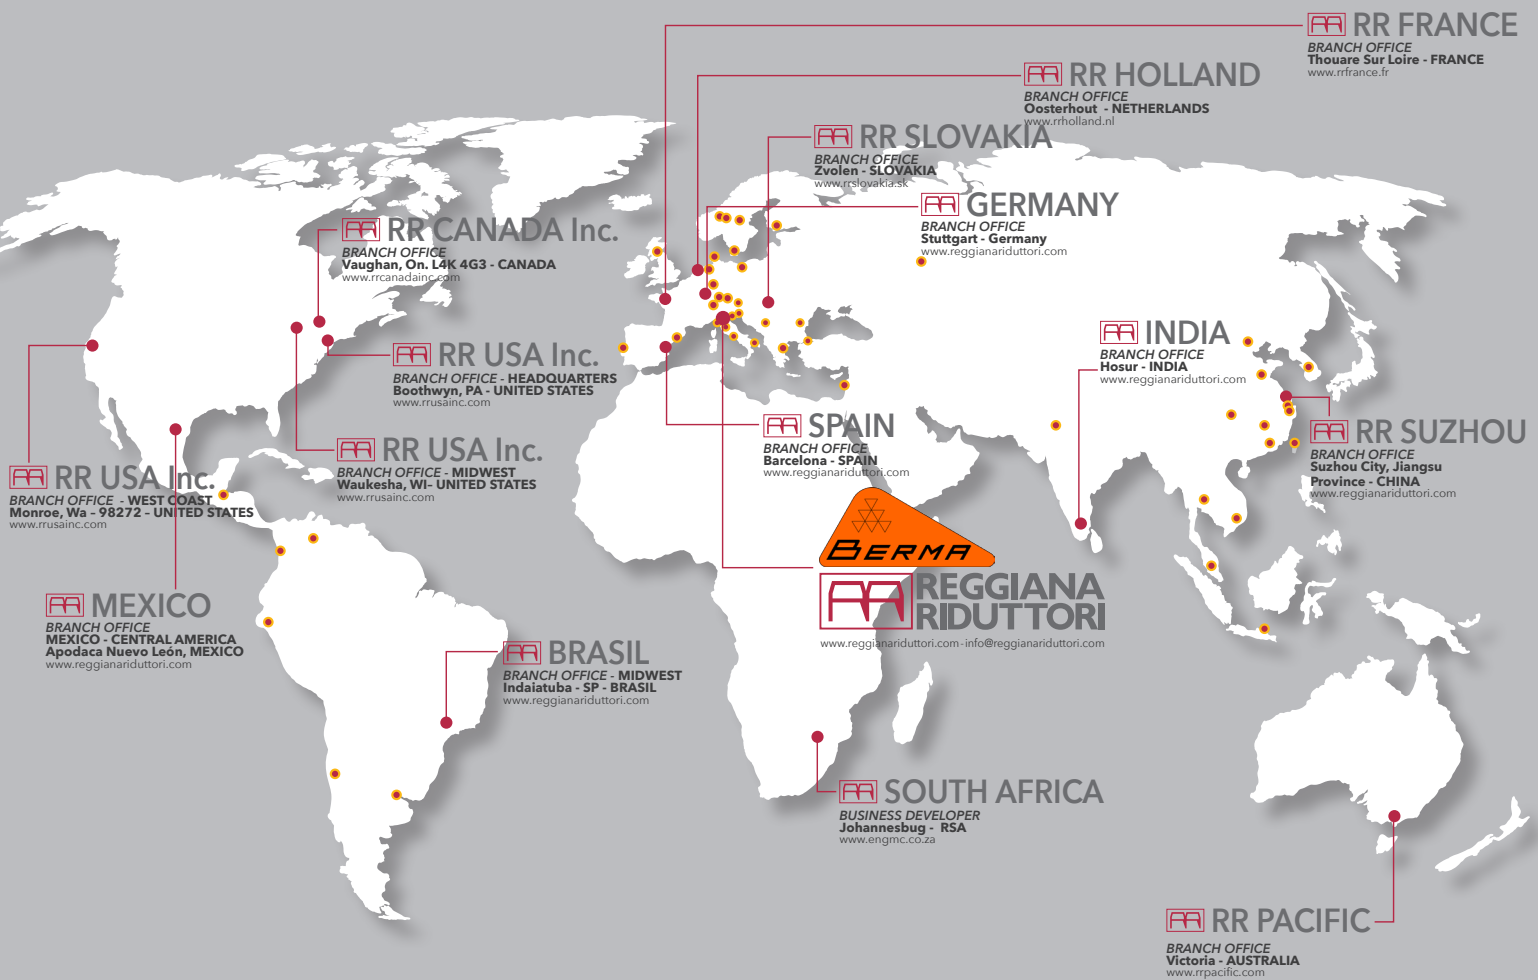 RR FRANCE
BRANCH OFFICE
Thouare Sur Loire - FRANCE
www.rrfrance.fr
RR HOLLAND
BRANCH OFFICE
Oosterhout - NETHERLANDS
www.rrholland.nl
RR SLOVAKIA
BRANCH OFFICE
Zvolen - SLOVAKIA
www.rrslovakia.sk
GERMANY
BRANCH OFFICE
Stuttgart - Germany
www.reggianariduttori.com
RR CANADA Inc.
BRANCH OFFICE
Vaughan, On. L4K 4G3 - CANADA
www.rrcanadainc.com
RR USA Inc.
BRANCH OFFICE - HEADQUARTERS
Boothwyn, PA - UNITED STATES
www.rrusainc.com
INDIA
BRANCH OFFICE
Hosur - INDIA
www.reggianariduttori.com
SPAIN
BRANCH OFFICE
Barcelona - SPAIN
www.reggianariduttori.com
RR SUZHOU
BRANCH OFFICE
Suzhou City, Jiangsu
Province - CHINA
www.reggianariduttori.com
RR USA Inc.
BRANCH OFFICE - MIDWEST
Waukesha, WI- UNITED STATES
www.rrusainc.com
RR USA Inc.
BRANCH OFFICE - WEST COAST
Monroe, Wa - 98272 - UNITED STATES
www.rrusainc.com
BERMA
REGGIANA
RIDUTTORI
www.reggianariduttori.com-info@reggianariduttori.com
MEXICO
BRANCH OFFICE
MEXICO - CENTRAL AMERICA
Apodaca Nuevo León, MEXICO
www.reggianariduttori.com
BRASIL
BRANCH OFFICE - MIDWEST
Indaiatuba - SP - BRASIL
www.reggianariduttori.com
SOUTH AFRICA
BUSINESS DEVELOPER
Johannesbug - RSA
www.engmc.co.za
RR PACIFIC
BRANCH OFFICE
Victoria - AUSTRALIA
www.rrpacific.com